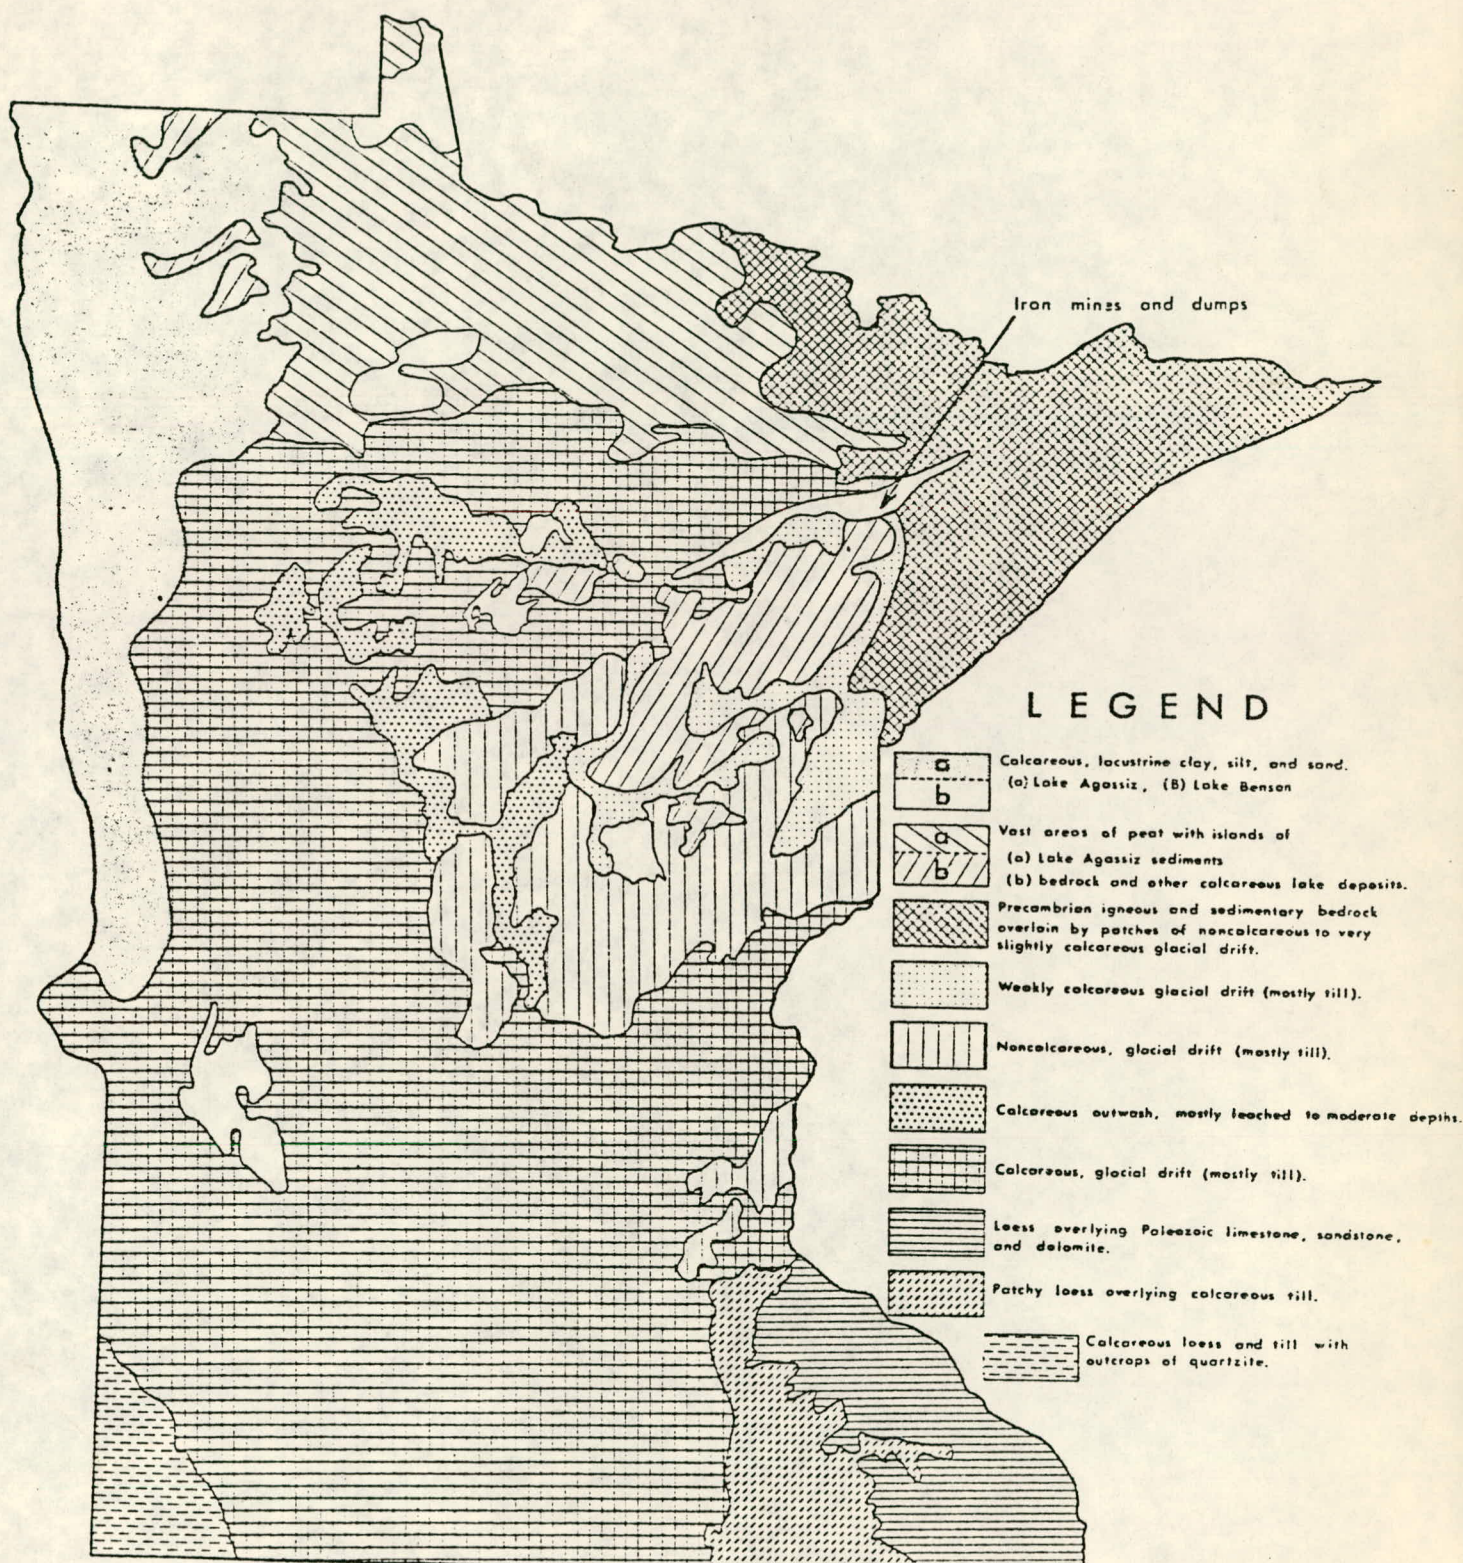 Iron mines and dumps
LEGEND
a
b
Calcareous, lacustrine clay, silt, and sand.
(a) Lake Agassiz, (B) Lake Benson
a
b
Vast areas of peat with islands of
(a) Lake Agassiz sediments
(b) bedrock and other calcareous lake deposits.
Precambrian igneous and sedimentary bedrock
overlain by patches of noncalcareous to very
slightly calcareous glacial drift.
Weakly calcareous glacial drift (mostly till).
Noncalcareous, glacial drift (mostly till).
Calcareous outwash, mostly leached to moderate depths.
Calcareous, glacial drift (mostly till).
Loess overlying Paleozoic limestone, sandstone,
and dolomite.
Patchy loess overlying calcareous till.
Calcareous loess and till with
outcrops of quartzite.